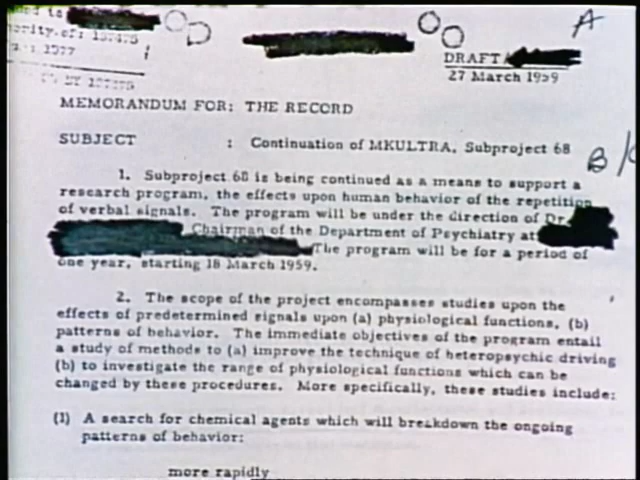 A
DRAFT
27 March 1959
MEMORANDUM FOR: THE RECORD
SUBJECT : Continuation of MKULTRA, Subproject 68
B/
1. Subproject 68 is being continued as a means to support a
research program, the effects upon human behavior of the repetition
of verbal signals. The program will be under the direction of Dr.
Chairman of the Department of Psychiatry at
The program will be for a period of
one year, starting 18 March 1959.
2. The scope of the project encompasses studies upon the
effects of predetermined signals upon (a) physiological functions, (b)
patterns of behavior. The immediate objectives of the program entail
a study of methods to (a) improve the technique of heteropsychic driving
(b) to investigate the range of physiological functions which can be
changed by these procedures. More specifically, these studies include:
(1) A search for chemical agents which will breakdown the ongoing
patterns of behavior:
more rapidly